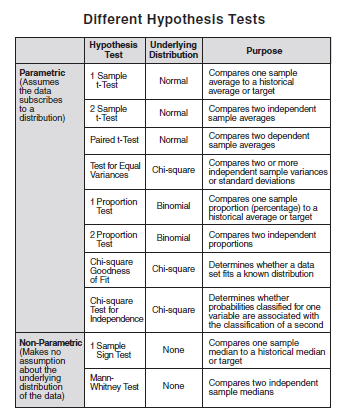 Different Hypothesis Tests
Hypothesis Test
Underlying Distribution
Purpose
Parametric
(Assumes
the data
subscribes
to a
distribution)
1 Sample
t-Test
Normal
Compares one sample
average to a historical
average or target
2 Sample
t-Test
Normal
Compares two independent
sample averages
Paired t-Test
Normal
Compares two dependent
sample averages
Test for Equal
Variances
Chi-square
Compares two or more
independent sample variances
or standard deviations
1 Proportion
Test
Binomial
Compares one sample
proportion (percentage) to a
historical average or target
2 Proportion
Test
Binomial
Compares two independent
proportions
Chi-square
Goodness
of Fit
Chi-square
Determines whether a data
set fits a known distribution
Chi-square
Test for
Independence
Chi-square
Determines whether
probabilities classified for one
variable are associated with
the classification of a second
Non-Parametric
(Makes no
assumption
about the
underlying
distribution
of the data)
1 Sample
Sign Test
None
Compares one sample
median to a historical median
or target
Mann-
Whitney Test
None
Compares two independent
sample medians